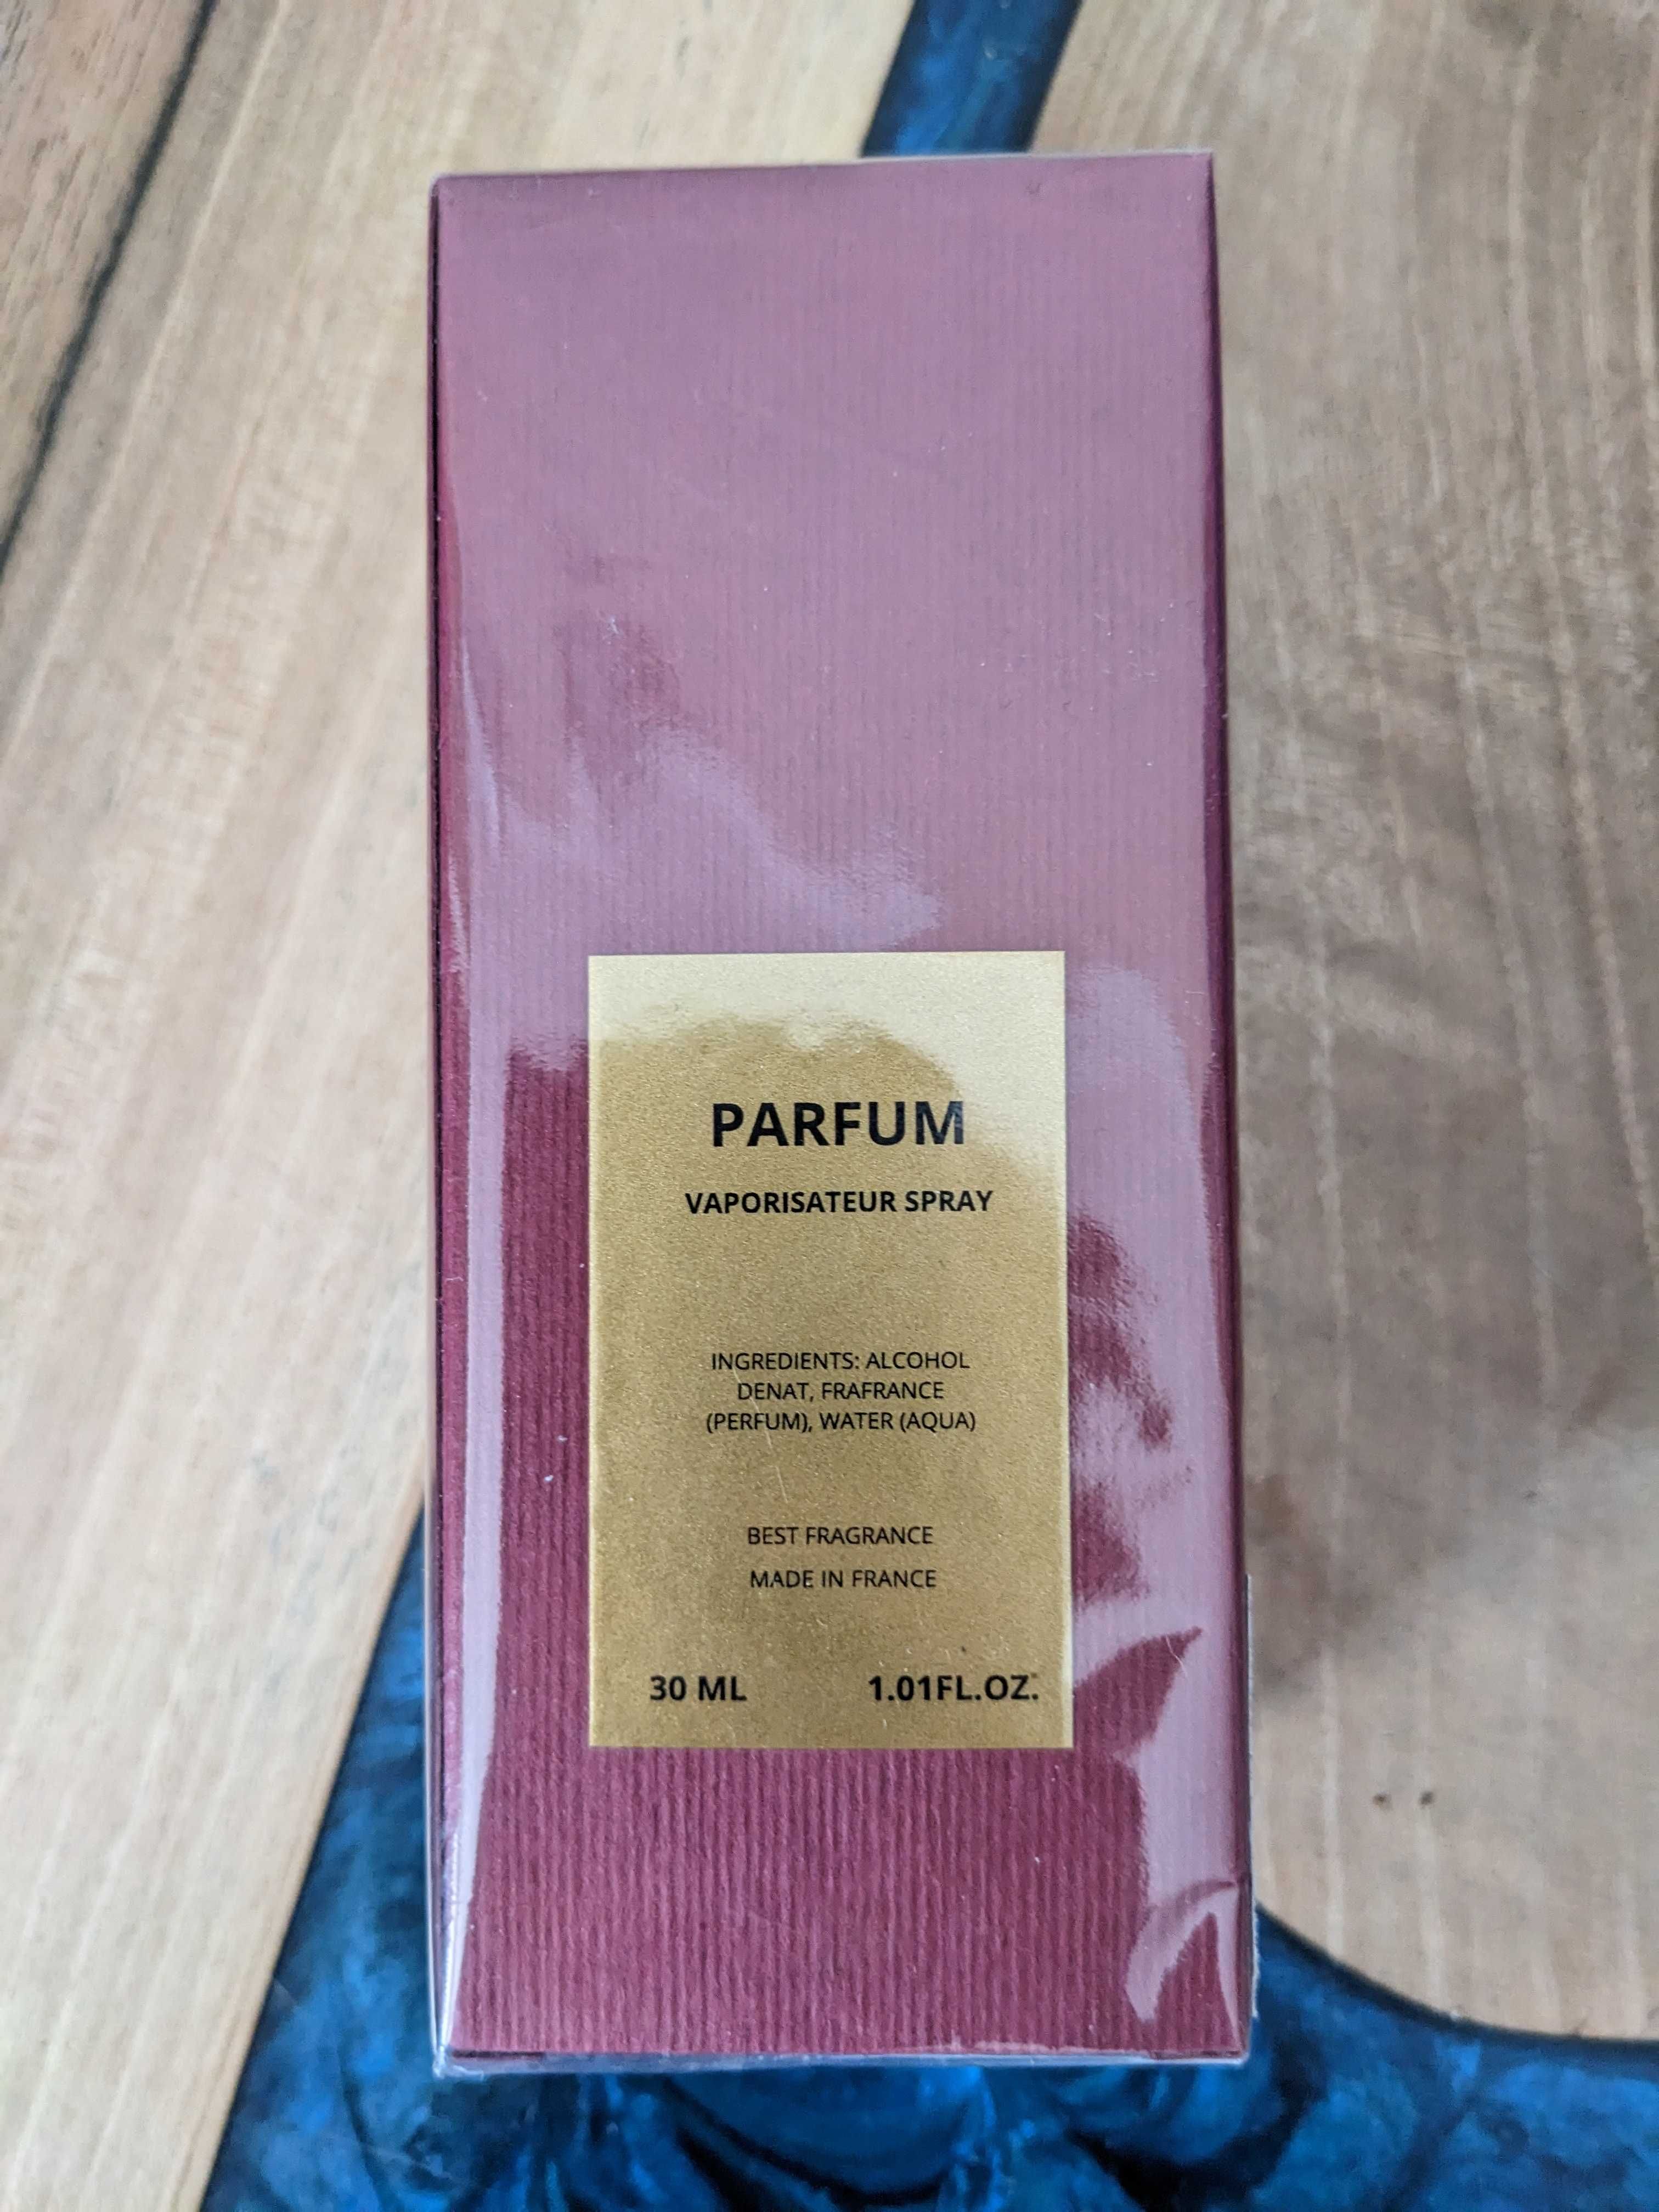 PARFUM
VAPORISATEUR SPRAY
INGREDIENTS: ALCOHOL
DENAT, FRAFRANCE
(PERFUM), WATER (AQUA)
BEST FRAGRANCE
MADE IN FRANCE
30 ML 1.01FL.OZ.